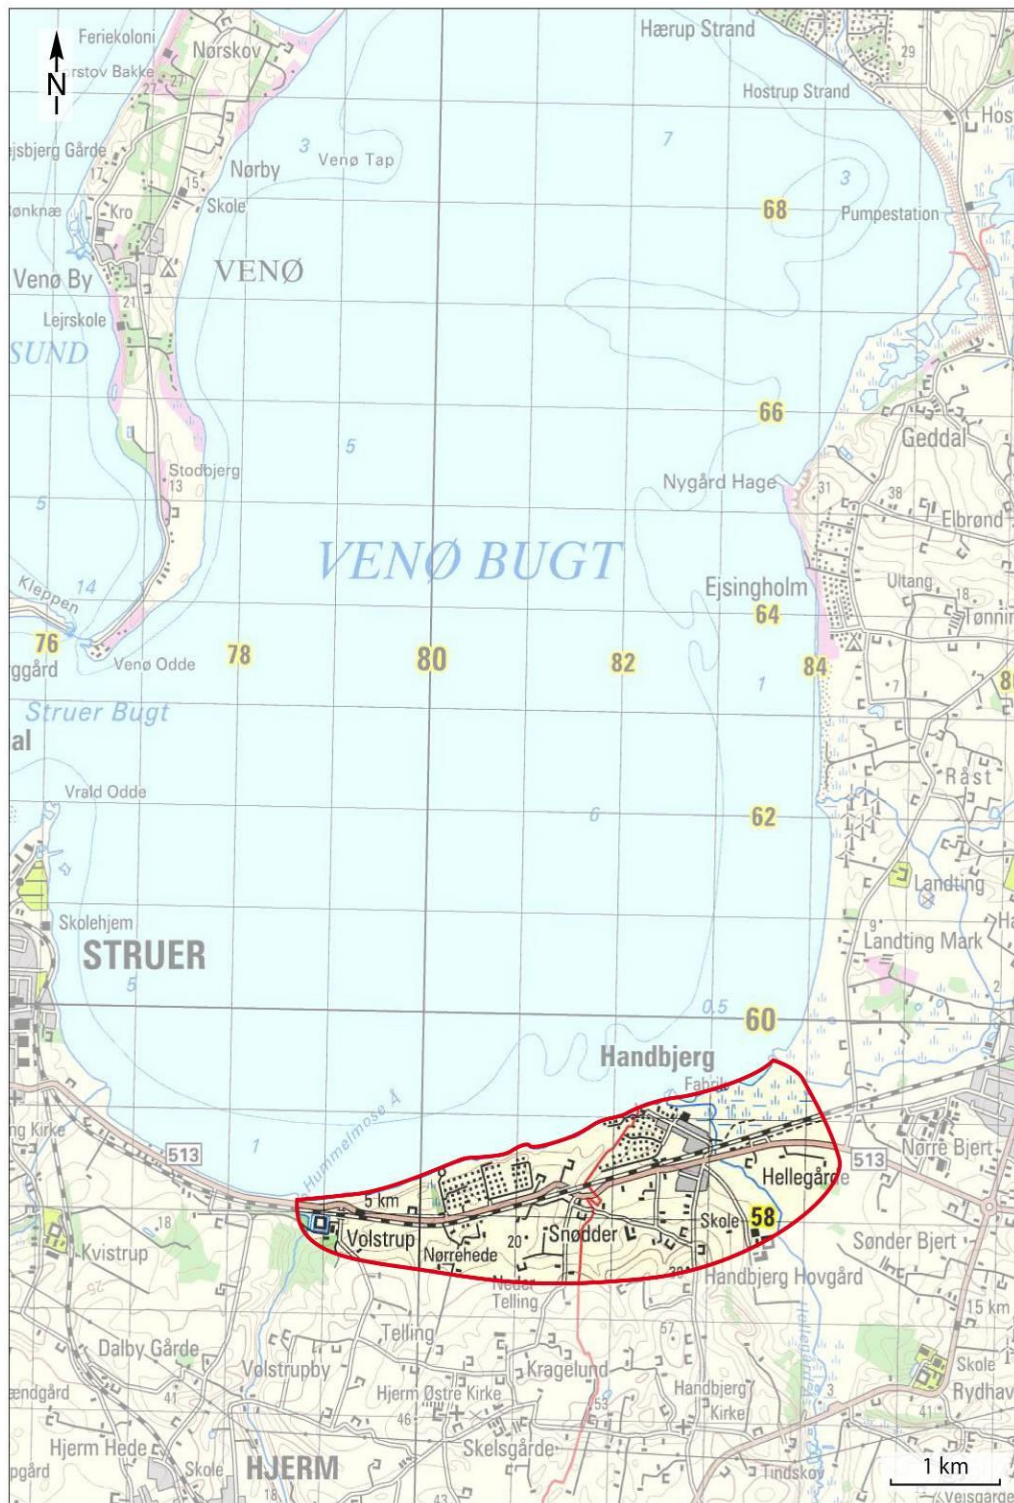 Feriekoloni
Nørskov
Hærup Strand
29
N
rstov Bakke
27
27
Hostrup Strand
Hos
7
ejsbjerg Gårde
3
Venø Tap
17
Nørby
15
Skole
3
68
Pumpestation
ønknæ
Kro
VENØ
Venø By
21
Lejrskole
SUND
66
Geddal
5
Stodbjerg
13
Nygård Hage
31
38
5
Elbrønd
VENØ BUGT
Kleppen
14
Ejsingholm
Ultang
18
64
Tønnin
76
78
80
82
84
ggård
Venø Odde
7
1
Struer Bugt
al
Råst
Vrald Odde
6
62
Landting
Skolehjem
9
Landting Mark
STRUER
5
2
0.5
60
Handbjerg
Fabrik
ng Kirke
Hummelmose Å
1
513
Nørre Bjert
513
Hellegårde
5 km
18
Volstrup
Skole
58
Kvistrup
Nørrehede
20
Snødder
Sønder Bjert
Handbjerg Hovgård
Neder
Telling
15 km
Telling
57
Dalby Gårde
Volstrupby
Kragelund
Skole
ændgård
41
Hjerm Østre Kirke
53
Handbjerg
Kirke
3
Rydhav
46
41
Hjerm Hede
Skelsgårde
1 km
pgård
Skole
HJERM
Tindskov
18
43
Vejsgårde